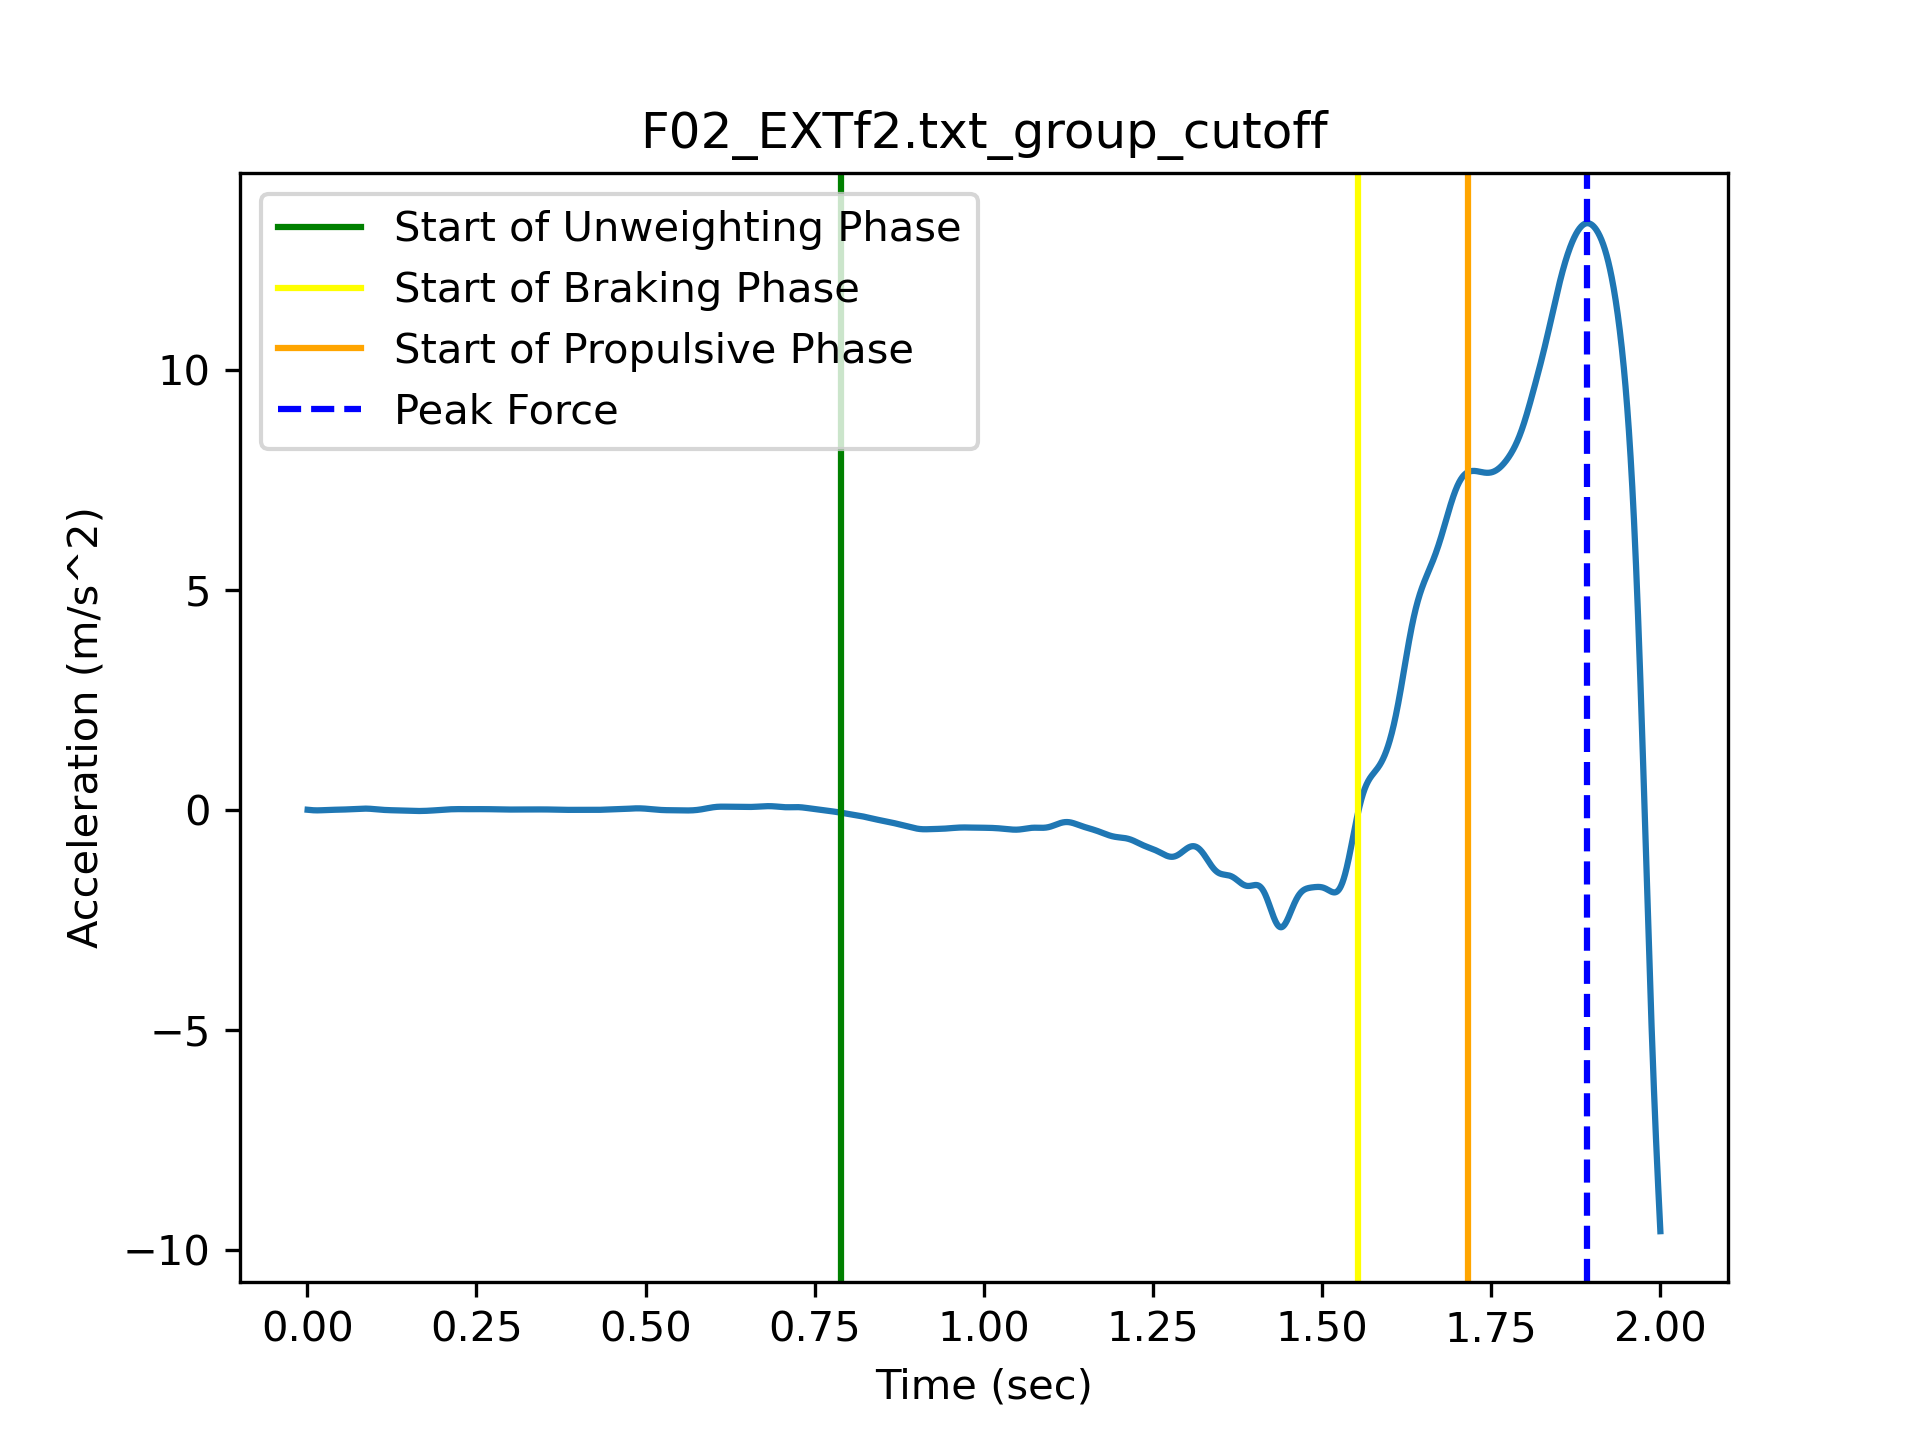 F02_EXTf2.txt_group_cutoff
Start of Unweighting Phase
Start of Braking Phase
Start of Propulsive Phase
Peak Force
Acceleration (m/s^2)
10
5
0
−5
−10
0.00 0.25 0.50 0.75 1.00 1.25 1.50 1.75 2.00
Time (sec)